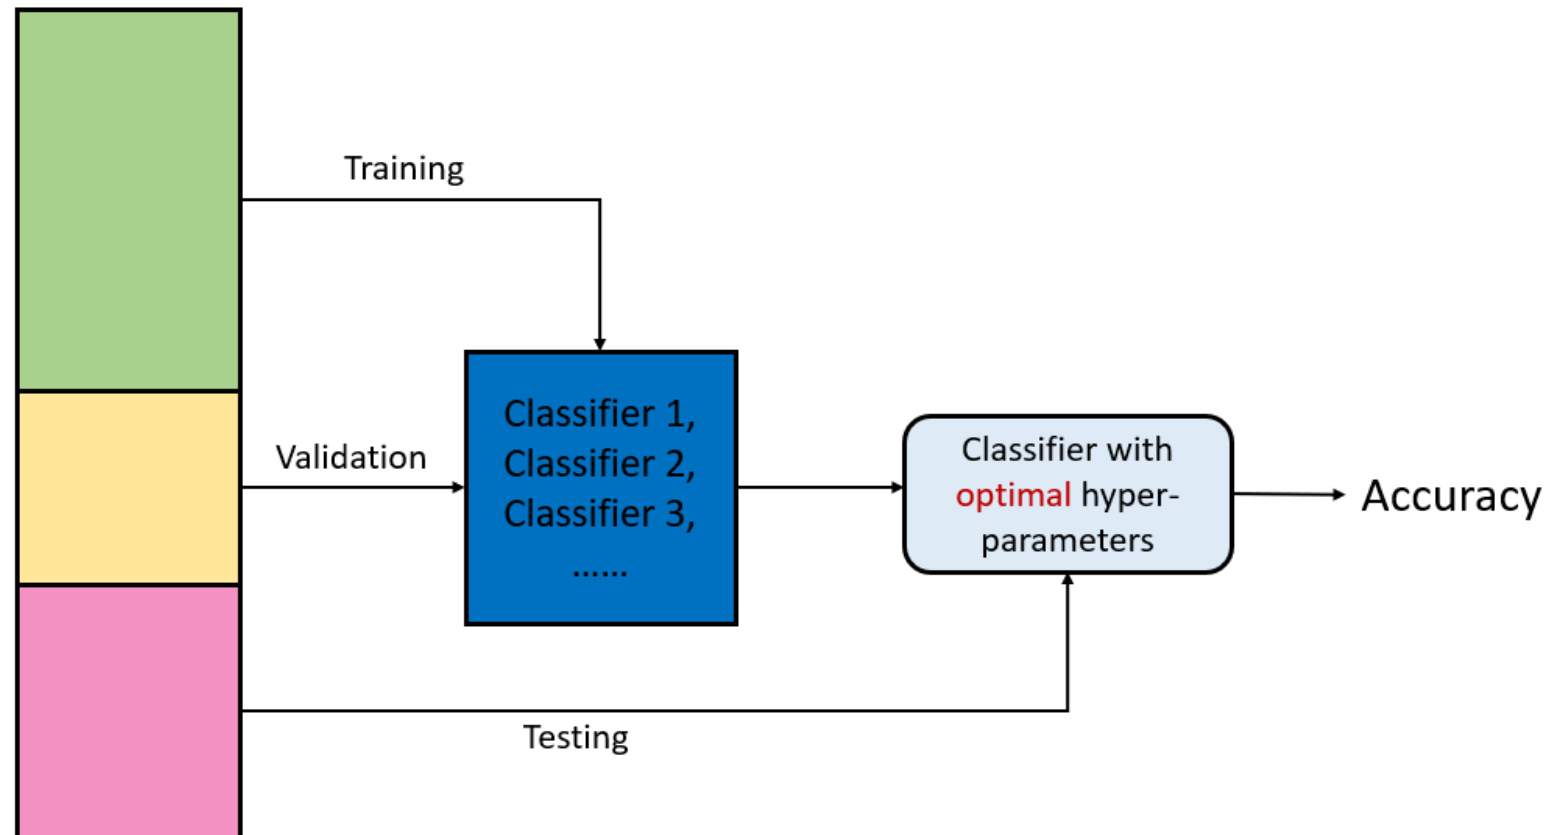 Training
Validation
Classifier 1,
Classifier 2,
Classifier 3,
......
Classifier with
optimal hyper-
parameters
Accuracy
Testing